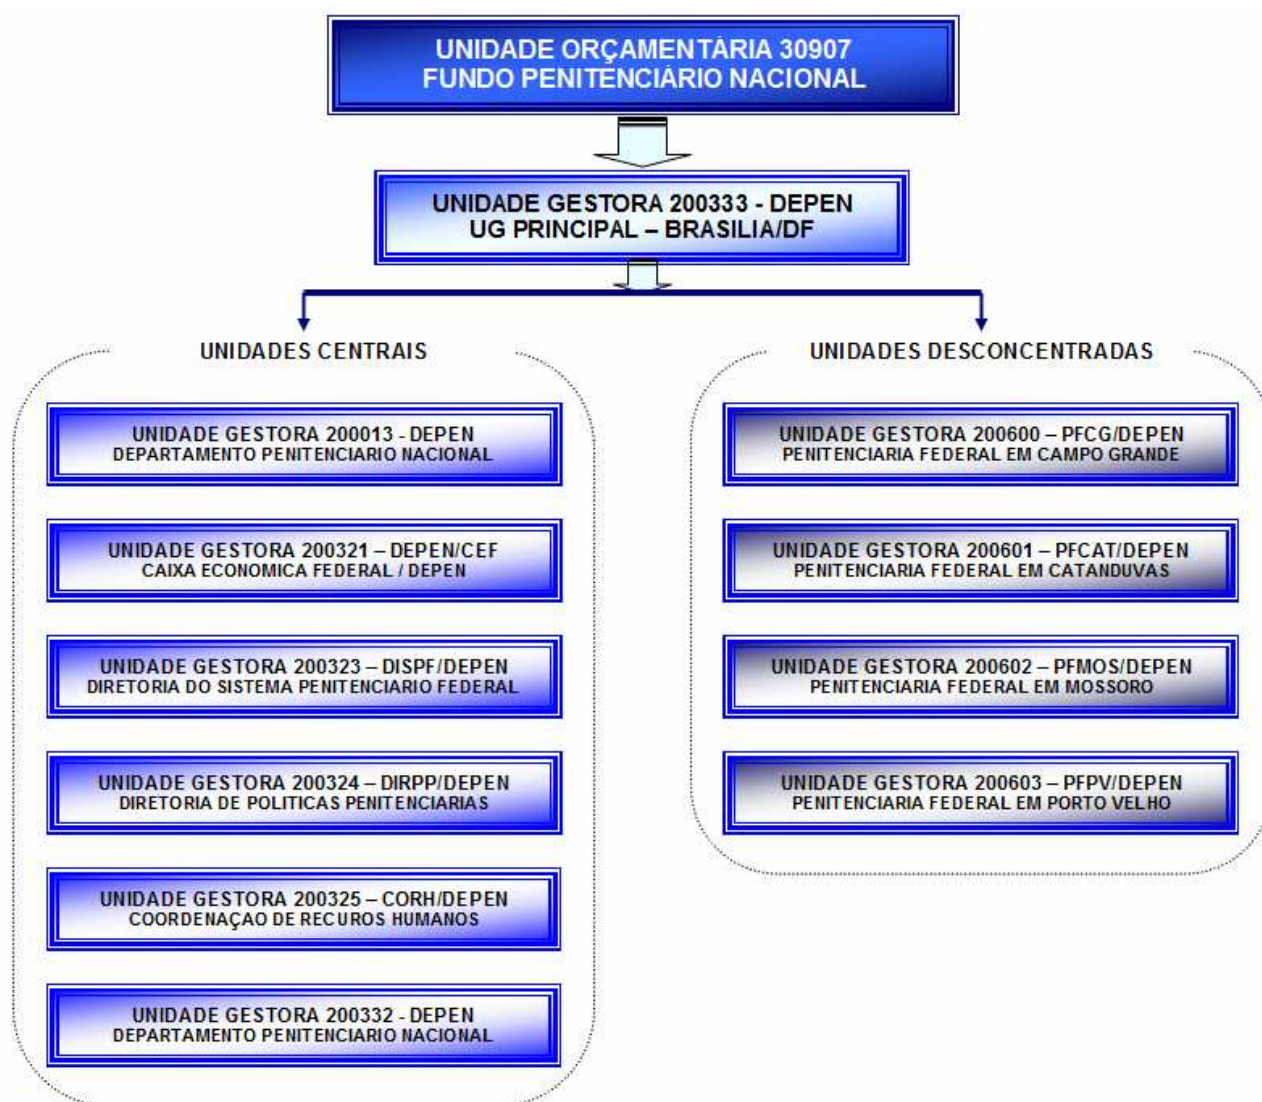 UNIDADE ORÇAMENTÁRIA 30907
FUNDO PENITENCIÁRIO NACIONAL
UNIDADE GESTORA 200333 - DEPEN
UG PRINCIPAL – BRASILIA/DF
UNIDADES CENTRAIS
UNIDADE GESTORA 200013 - DEPEN
DEPARTAMENTO PENITENCIARIO NACIONAL
UNIDADE GESTORA 200321 – DEPEN/CEF
CAIXA ECONOMICA FEDERAL / DEPEN
UNIDADE GESTORA 200323 – DISPF/DEPEN
DIRETORIA DO SISTEMA PENITENCIARIO FEDERAL
UNIDADE GESTORA 200324 – DIRPP/DEPEN
DIRETORIA DE POLITICAS PENITENCIARIAS
UNIDADE GESTORA 200325 – CORH/DEPEN
COORDENAÇAO DE RECUROS HUMANOS
UNIDADE GESTORA 200332 - DEPEN
DEPARTAMENTO PENITENCIARIO NACIONAL
UNIDADES DESCONCENTRADAS
UNIDADE GESTORA 200600 – PFCG/DEPEN
PENITENCIARIA FEDERAL EM CAMPO GRANDE
UNIDADE GESTORA 200601 – PFCAT/DEPEN
PENITENCIARIA FEDERAL EM CATANDUVAS
UNIDADE GESTORA 200602 – PFMOS/DEPEN
PENITENCIARIA FEDERAL EM MOSSORO
UNIDADE GESTORA 200603 – PFPV/DEPEN
PENITENCIARIA FEDERAL EM PORTO VELHO